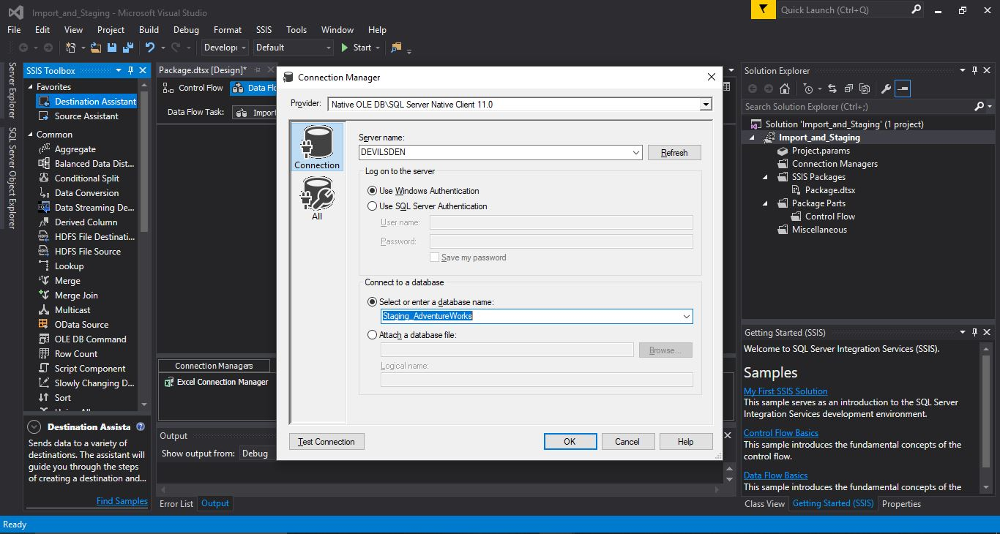 Import_and_Staging - Microsoft Visual Studio
Quick Launch (Ctrl+Q)
File Edit View Project Build Debug Format SSIS Tools Window Help
Developı Default Start
Server Explorer
SQL Server Object Explorer
SSIS Toolbox
Favorites
Destination Assistant
Source Assistant
Common
Aggregate
Balanced Data Dist...
Conditional Split
Data Conversion
Data Streaming De...
Derived Column
HDFS File Destinati...
HDFS File Source
Lookup
Merge
Merge Join
Multicast
OData Source
OLE DB Command
Row Count
Script Component
Slowly Changing D...
Sort
Destination Assista
Sends data to a variety of
destinations. The assistant will
guide you through the steps
of creating a destination and...
Find Samples
Package.dtsx [Design]*
Control Flow Data Flo
Data Flow Task: Import
Connection Managers
Excel Connection Manager
Output
Show output from: Debug
Error List Output
Connection Manager
Provider: Native OLE DB\SQL Server Native Client 11.0
Connection
All
Server name:
DEVILSDEN
Refresh
Log on to the server
Use Windows Authentication
Use SQL Server Authentication
User name:
Password:
Save my password
Connect to a database
Select or enter a database name:
Staging_AdventureWorks
Attach a database file:
Browse...
Logical name:
Test Connection OK Cancel Help
Solution Explorer
Search Solution Explorer (Ctrl+;)
Solution 'Import_and_Staging' (1 project)
Import_and_Staging
Project.params
Connection Managers
SSIS Packages
Package.dtsx
Package Parts
Control Flow
Miscellaneous
Getting Started (SSIS)
Welcome to SQL Server Integration Services (SSIS).
Samples
My First SSIS Solution
This sample serves as an introduction to the SQL Server
Integration Services development environment.
Control Flow Basics
This sample introduces the fundamental concepts of the
control flow.
Data Flow Basics
This sample introduces the fundamental concepts of the
Class View Getting Started (SSIS) Properties
Ready